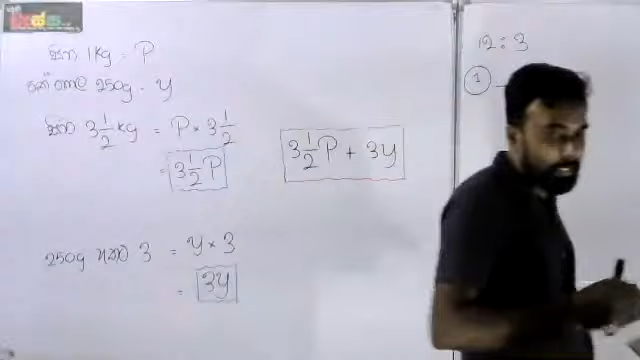 සීනි 1kg = P
තේ කොළ 250g - y
සීනි 3 1/2 kg = P × 3 1/2
= 3 1/2 P
3 1/2 P + 3y
250g පැකට් 3 = y × 3
= 3y
12 : 3
1